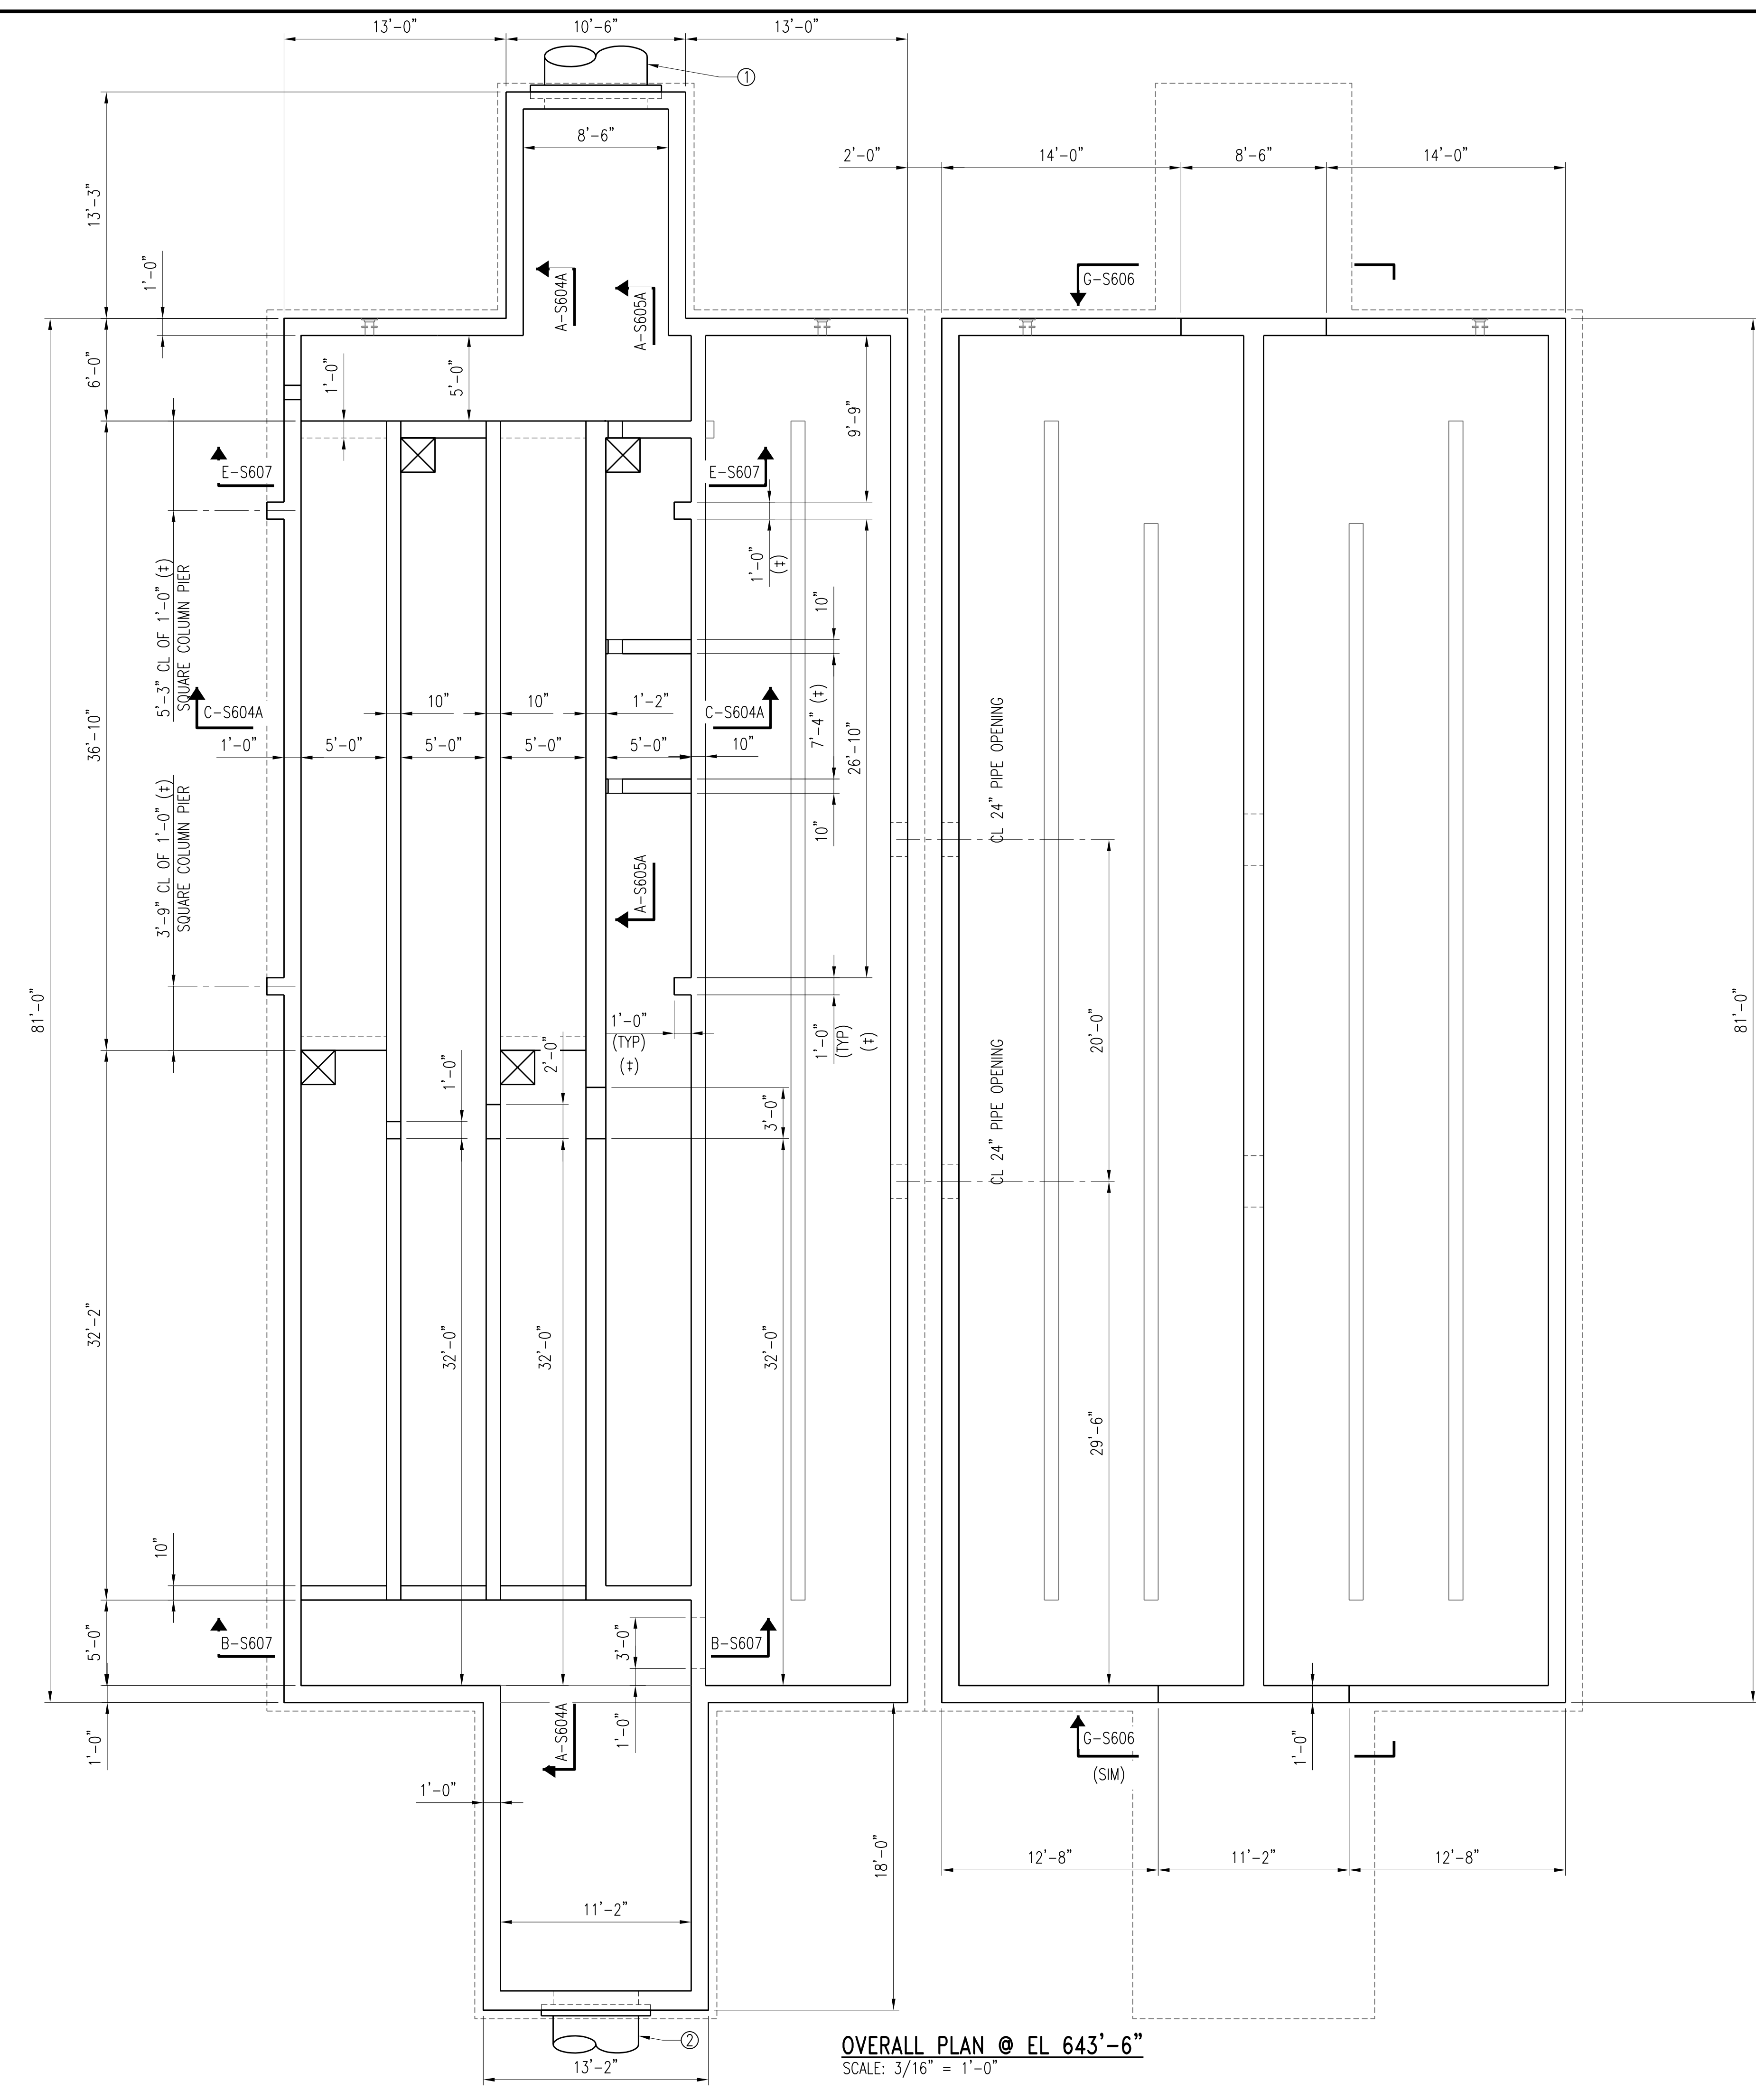 13'-0"
10'-6"
13'-0"
1
8'-6"
2'-0"
14'-0"
8'-6"
14'-0"
13'-3"
1'-0"
A-S604A
A-S605A
G-S606
6'-0"
1'-0"
5'-0"
9'-9"
E-S607
E-S607
1'-0"
(‡)
5'-3" CL OF 1'-0" (‡)
SQUARE COLUMN PIER
10"
C-S604A
10"
10"
1'-2"
C-S604A
7'-4" (‡)
26'-10"
CL 24" PIPE OPENING
36'-10"
1'-0"
5'-0"
5'-0"
5'-0"
5'-0"
10"
10"
3'-9" CL OF 1'-0" (‡)
SQUARE COLUMN PIER
A-S605A
81'-0"
1'-0"
(TYP)
(‡)
1'-0"
(TYP)
(‡)
20'-0"
81'-0"
1'-0"
2'-0"
3'-0"
CL 24" PIPE OPENING
32'-2"
32'-0"
32'-0"
32'-0"
29'-6"
10"
5'-0"
B-S607
3'-0"
B-S607
1'-0"
A-S604A
1'-0"
G-S606
(SIM)
1'-0"
1'-0"
18'-0"
12'-8"
11'-2"
12'-8"
11'-2"
2
13'-2"
OVERALL PLAN @ EL 643'-6"
SCALE: 3/16" = 1'-0"